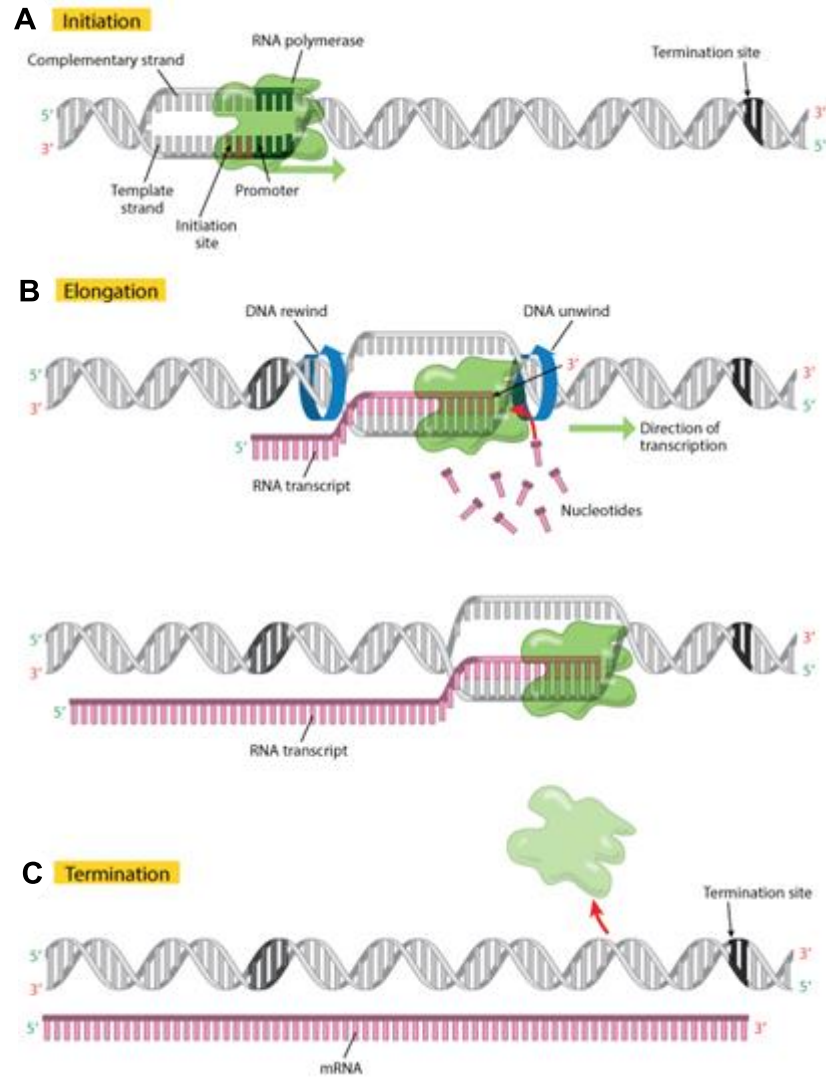 A Initiation
RNA polymerase
Complementary strand
Termination site
5'
3'
3'
5'
Template
strand
Promoter
Initiation
site
B Elongation
DNA rewind
DNA unwind
3'
5'
3'
3'
5'
Direction of
transcription
5'
RNA transcript
Nucleotides
5'
3'
3'
5'
5'
RNA transcript
C Termination
Termination site
5'
3'
3'
5'
5'
3'
mRNA